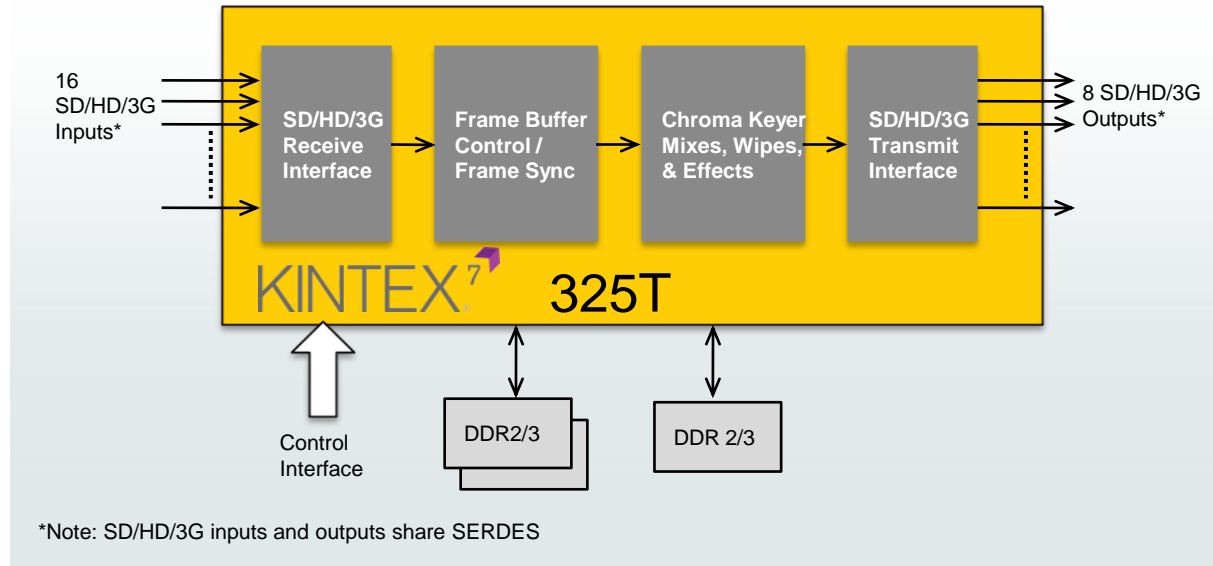 16
SD/HD/3G
Inputs*
SD/HD/3G
Receive
Interface
Frame Buffer
Control /
Frame Sync
Chroma Keyer
Mixes, Wipes,
& Effects
SD/HD/3G
Transmit
Interface
8 SD/HD/3G
Outputs*
KINTEX® 7
325T
Control
Interface
DDR2/3
DDR 2/3
*Note: SD/HD/3G inputs and outputs share SERDES